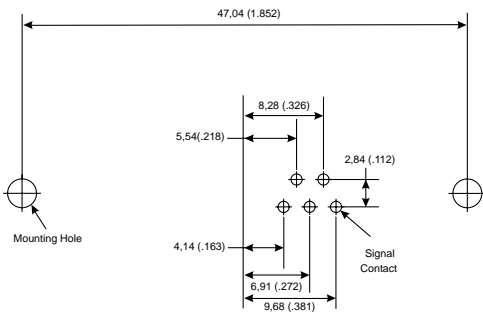 47,04 (1.852)
8,28 (.326)
5,54(.218)
2,84 (.112)
Mounting Hole
4,14 (.163)
Signal
Contact
6,91 (.272)
9,68 (.381)